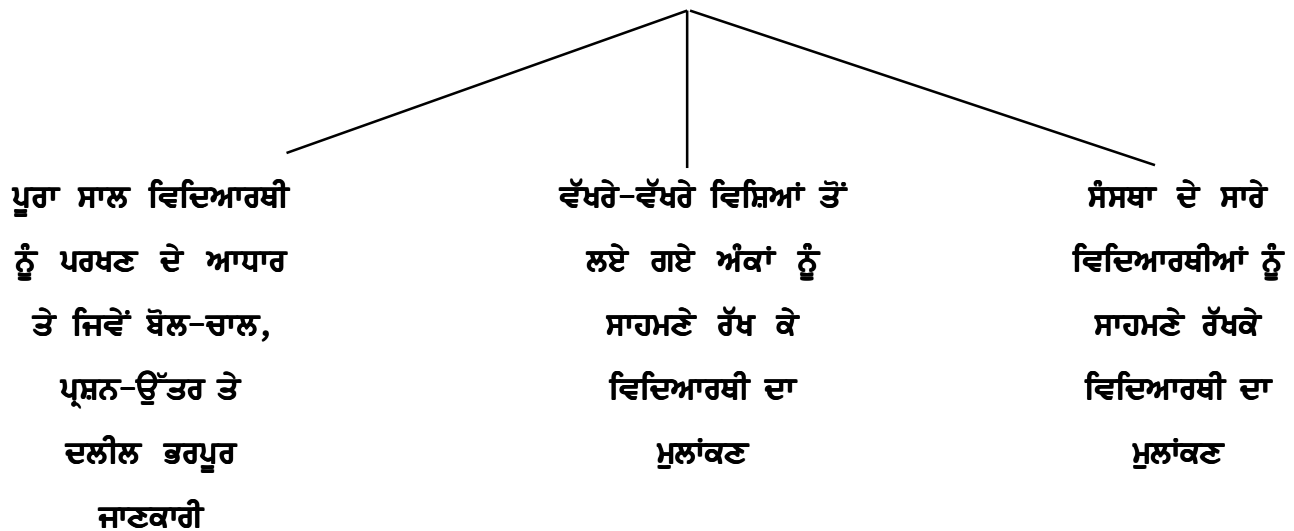 ਪੂਰਾ ਸਾਲ ਵਿਦਿਆਰਥੀ
ਨੂੰ ਪਰਖਣ ਦੇ ਆਧਾਰ
ਤੇ ਜਿਵੇਂ ਬੋਲ-ਚਾਲ,
ਪ੍ਰਸ਼ਨ-ਉੱਤਰ ਤੇ
ਦਲੀਲ ਭਰਪੂਰ
ਜਾਣਕਾਰੀ
ਵੱਖਰੇ-ਵੱਖਰੇ ਵਿਸ਼ਿਆਂ ਤੋਂ
ਲਏ ਗਏ ਅੰਕਾਂ ਨੂੰ
ਸਾਹਮਣੇ ਰੱਖ ਕੇ
ਵਿਦਿਆਰਥੀ ਦਾ
ਮੁਲਾਂਕਣ
ਸੰਸਥਾ ਦੇ ਸਾਰੇ
ਵਿਦਿਆਰਥੀਆਂ ਨੂੰ
ਸਾਹਮਣੇ ਰੱਖਕੇ
ਵਿਦਿਆਰਥੀ ਦਾ
ਮੁਲਾਂਕਣ